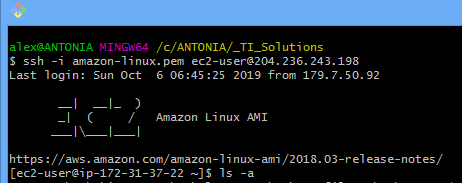 alex@ANTONIA MINGW64 /c/ANTONIA/_TI_Solutions
$ ssh -i amazon-linux.pem ec2-user@204.236.243.198
Last login: Sun Oct  6 06:45:25 2019 from 179.7.50.92

       __|  __|_  )
       _|  (     /   Amazon Linux AMI
      ___|\___|___|

https://aws.amazon.com/amazon-linux-ami/2018.03-release-notes/
[ec2-user@ip-172-31-37-22 ~]$ ls -a